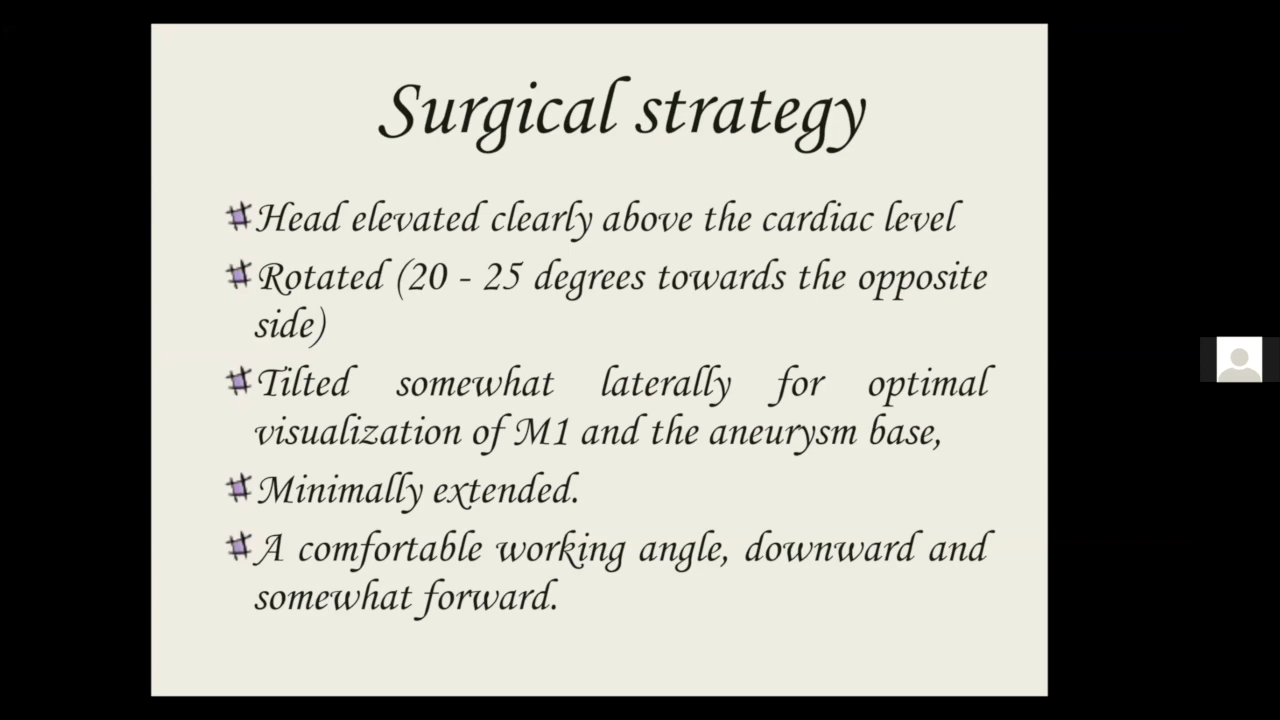 Surgical strategy
Head elevated clearly above the cardiac level
Rotated (20 - 25 degrees towards the opposite
side)
Tilted somewhat laterally for optimal
visualization of M1 and the aneurysm base,
Minimally extended.
A comfortable working angle, downward and
somewhat forward.